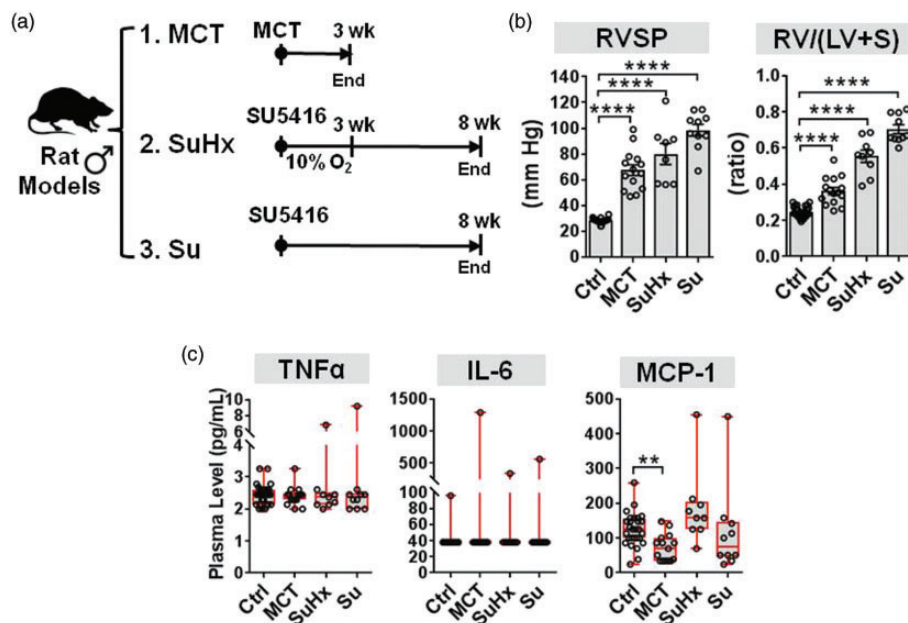 (a)
1. MCT
MCT
3 wk
End
Rat ♂
Models
2. SuHx
SU5416
3 wk
8 wk
10% O₂
End
3. Su
SU5416
8 wk
End
(b)
RVSP
RV/(LV+S)
(mm Hg)
140
120
100
80
60
40
20
0
****
****
****
Ctrl
MCT
SuHx
Su
(ratio)
1.0
0.8
0.6
0.4
0.2
0.0
****
****
****
Ctrl
MCT
SuHx
Su
(c)
TNFα
IL-6
MCP-1
Plasma Level (pg/mL)
10
8
6
4
3
2
1
0
Ctrl
MCT
SuHx
Su
1500
1000
500
100
80
60
40
20
0
Ctrl
MCT
SuHx
Su
500
400
300
200
100
0
**
Ctrl
MCT
SuHx
Su